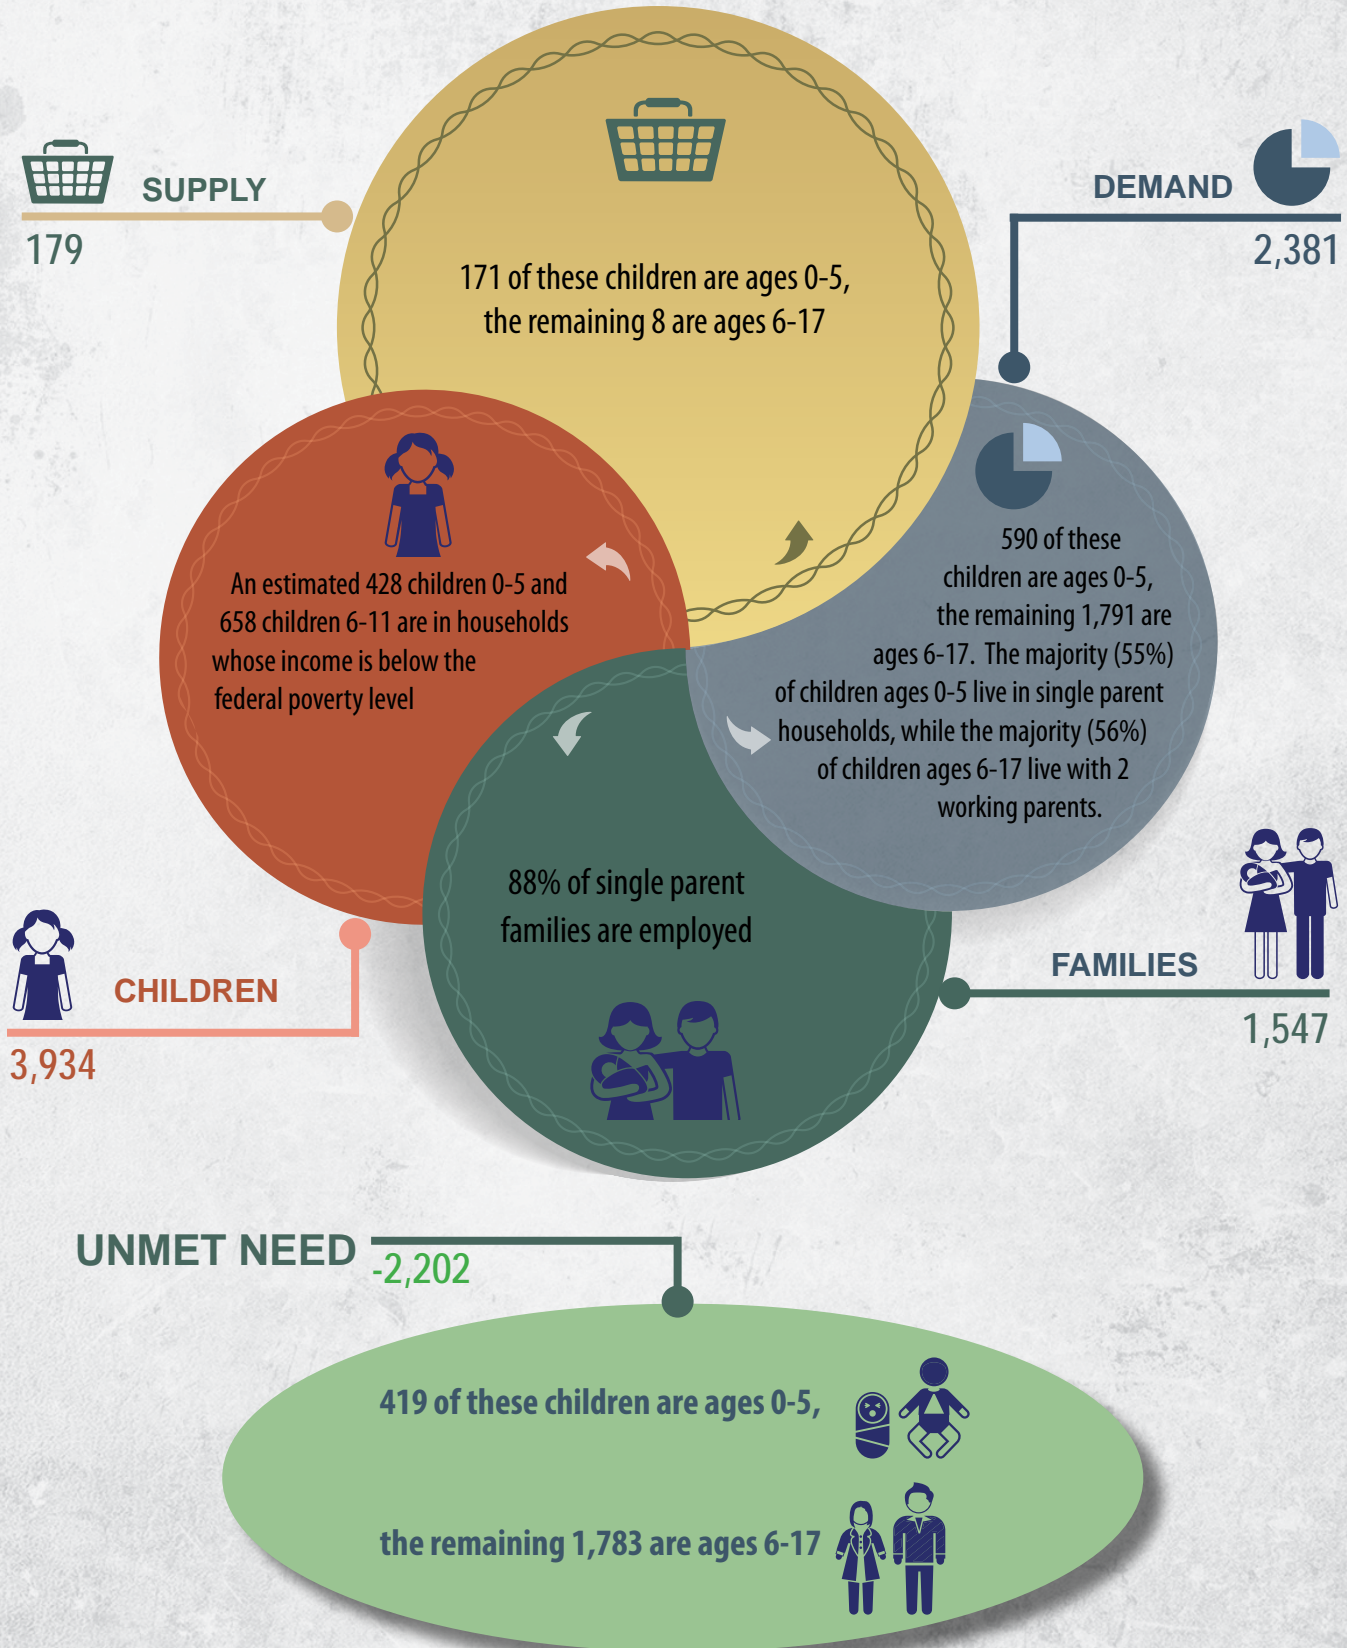 SUPPLY
179
DEMAND
2,381
171 of these children are ages 0-5,
the remaining 8 are ages 6-17
An estimated 428 children 0-5 and
658 children 6-11 are in households
whose income is below the
federal poverty level
590 of these
children are ages 0-5,
the remaining 1,791 are
ages 6-17. The majority (55%)
of children ages 0-5 live in single parent
households, while the majority (56%)
of children ages 6-17 live with 2
working parents.
88% of single parent
families are employed
CHILDREN
3,934
FAMILIES
1,547
UNMET NEED
-2,202
419 of these children are ages 0-5,
the remaining 1,783 are ages 6-17